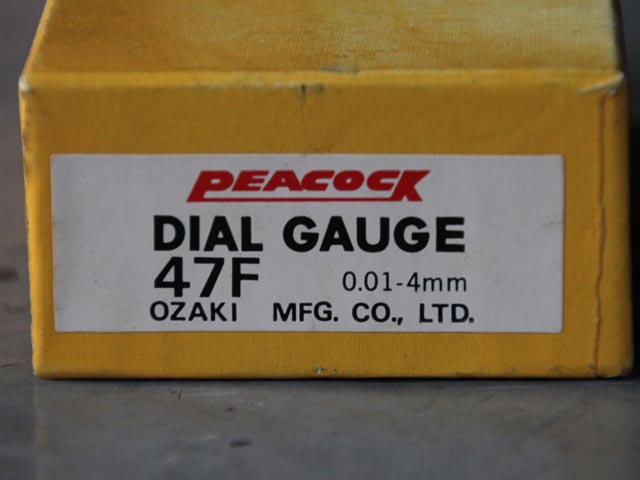 PEACOCK
DIAL GAUGE
47F 0.01-4mm
OZAKI MFG. CO., LTD.